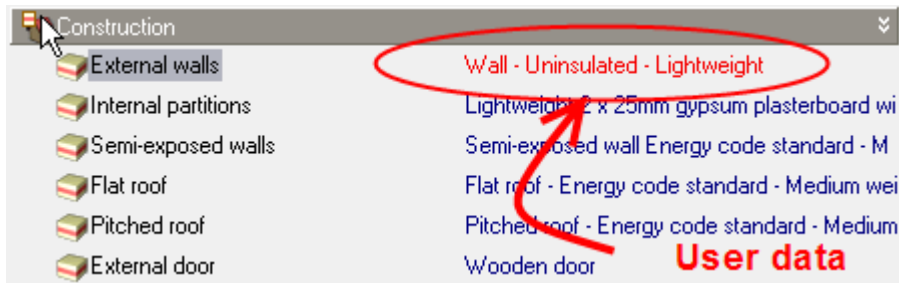 Construction
External walls Wall - Uninsulated - Lightweight
Internal partitions Lightweight 2 x 25mm gypsum plasterboard wi
Semi-exposed walls Semi-exposed wall Energy code standard - M
Flat roof Flat roof - Energy code standard - Medium wei
Pitched roof Pitched roof - Energy code standard - Medium
External door Wooden door
User data